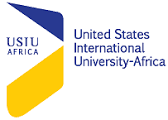 USIU
AFRICA
United States
International
University-Africa